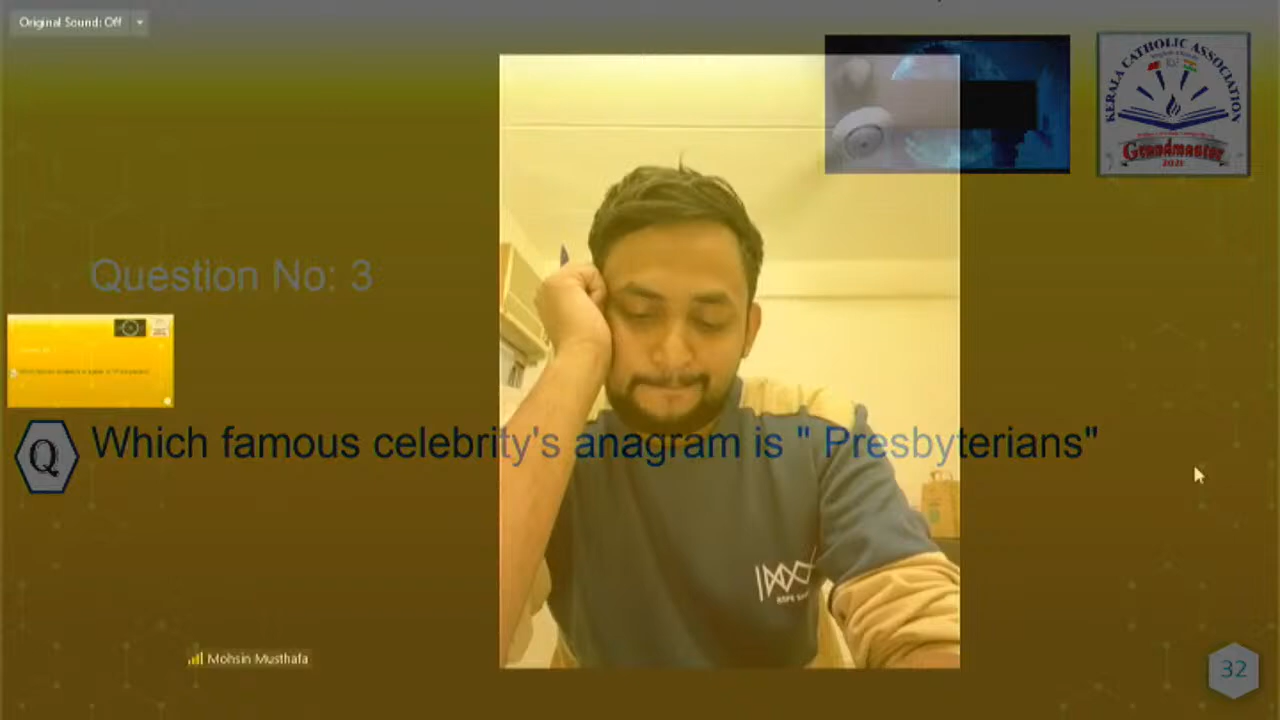 Original Sound: Off
KERALA CATHOLIC ASSOCIATION
Grandmaster
2021
Question No: 3
Q Which famous celebrity's anagram is " Presbyterians"
Mohsin Musthafa
32